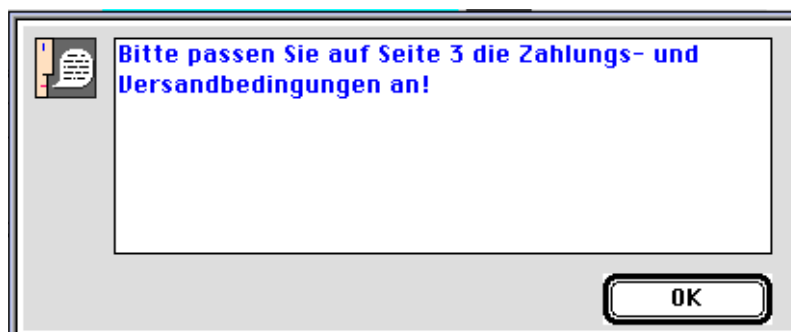 Bitte passen Sie auf Seite 3 die Zahlungs- und
Versandbedingungen an!
OK